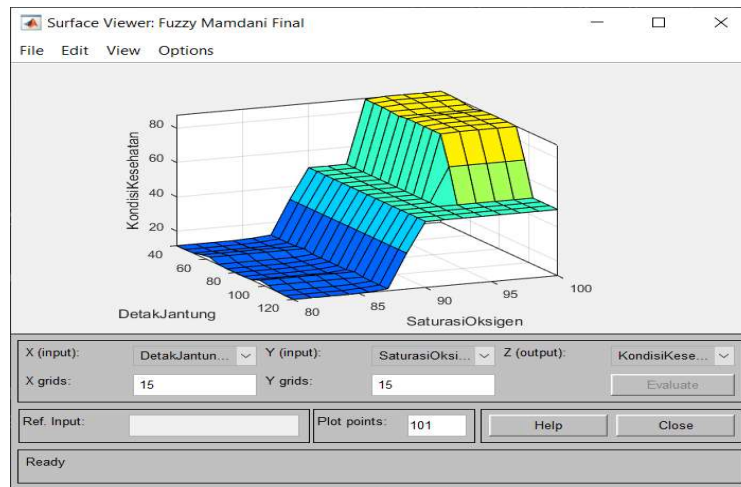 Surface Viewer: Fuzzy Mamdani Final
File Edit View Options
KondisiKesehatan
80
60
40
20
40
60
80
100
120
80
85
90
95
100
DetakJantung
SaturasiOksigen
X (input): DetakJantun... Y (input): SaturasiOksi... Z (output): KondisiKese...
X grids: 15 Y grids: 15 Evaluate
Ref. Input: Plot points: 101 Help Close
Ready